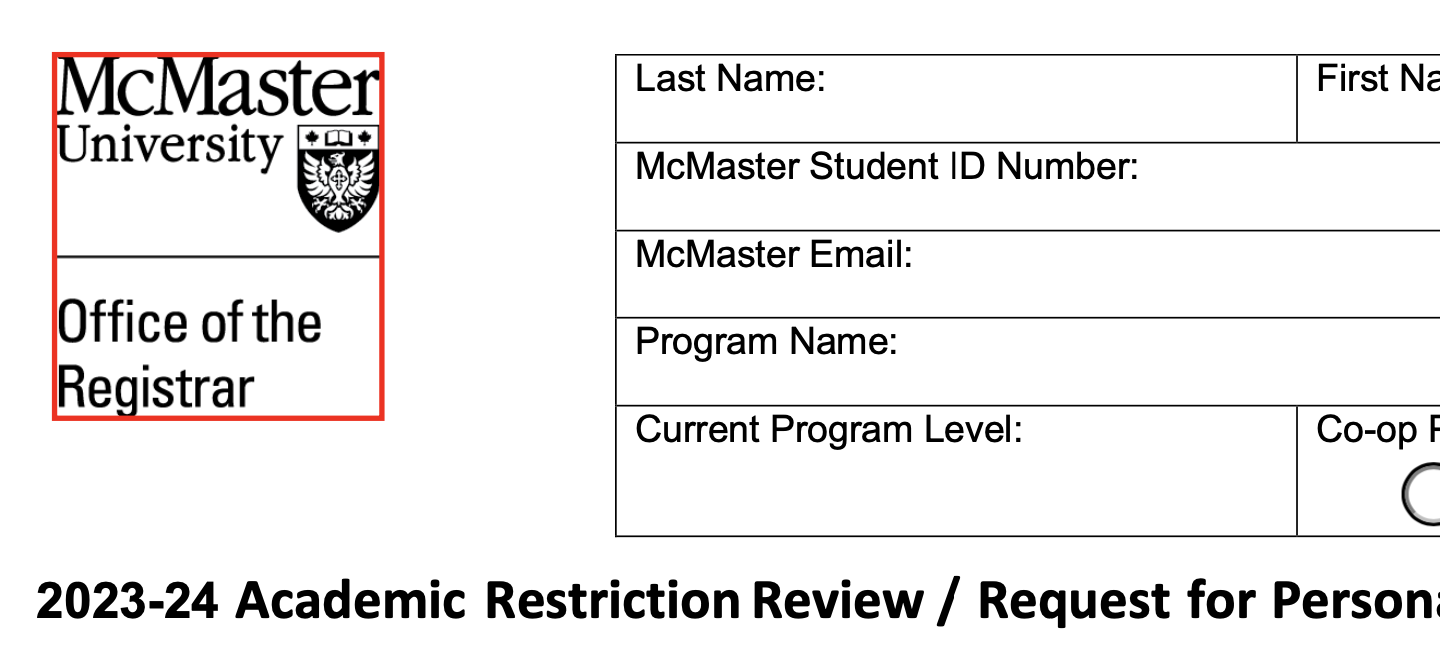 McMaster
University
Office of the
Registrar
Last Name:
First Na
McMaster Student ID Number:
McMaster Email:
Program Name:
Current Program Level:
Co-op
2023-24 Academic Restriction Review / Request for Persona